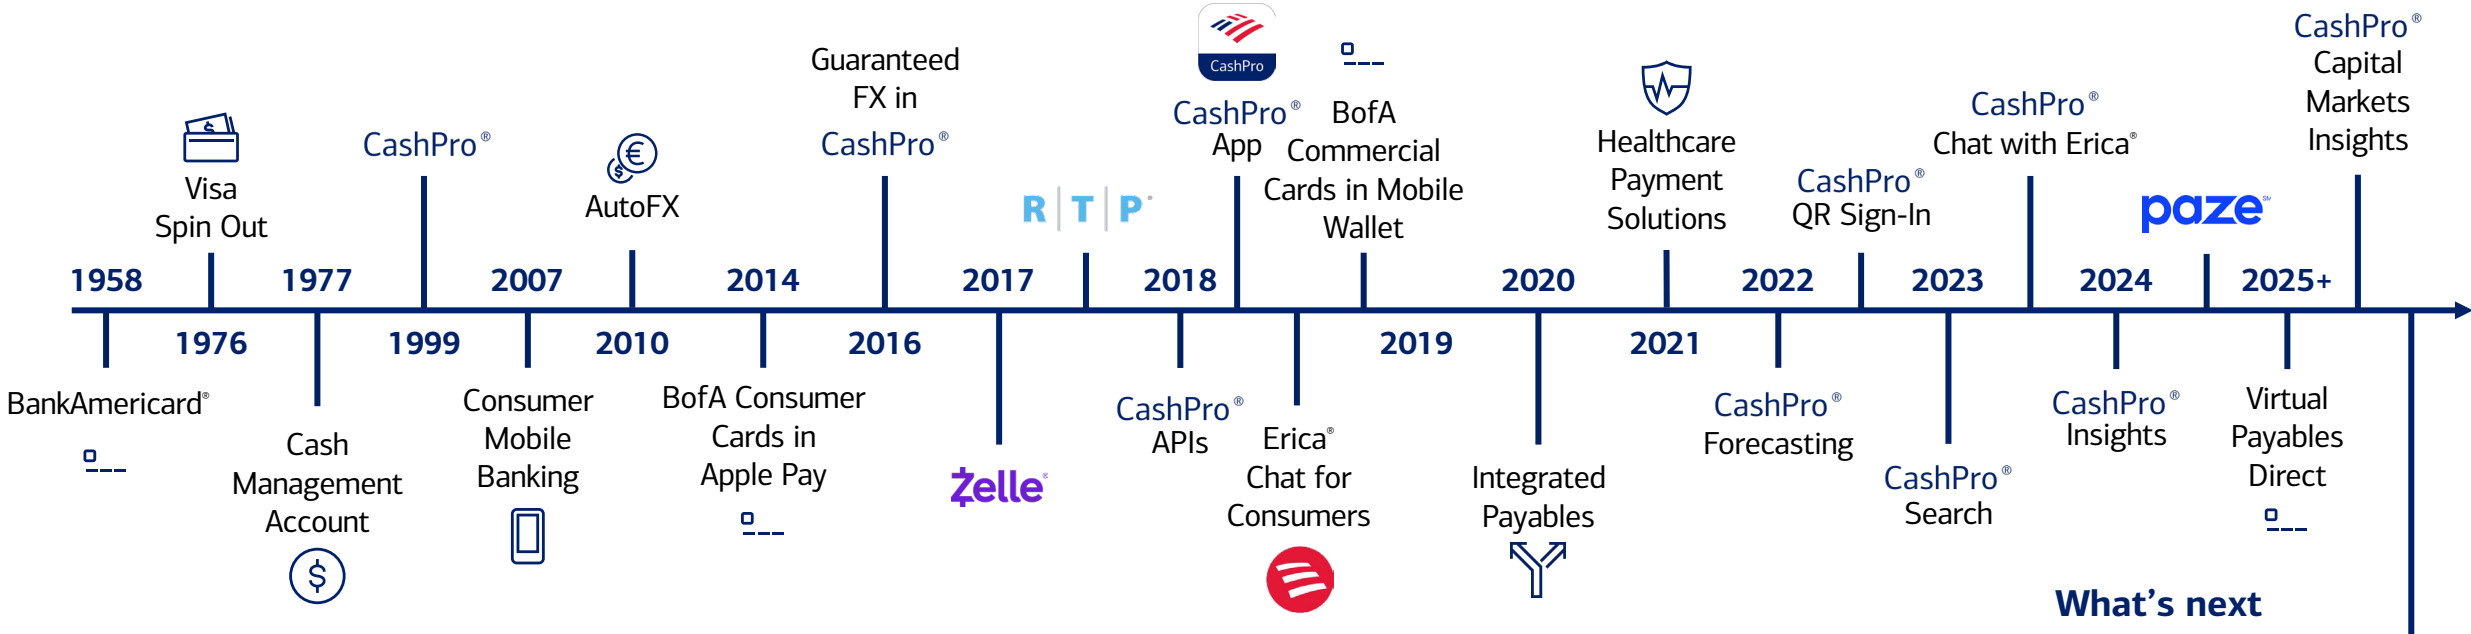 CashPro®
Capital
Markets
Insights
CashPro
Guaranteed
FX in
CashPro®
CashPro®
App
BofA
Commercial
Cards in Mobile
Wallet
Healthcare
Payment
Solutions
CashPro®
Chat with Erica®
CashPro®
Visa
Spin Out
AutoFX
R|T|P®
CashPro®
QR Sign-In
paze℠
1958
1977
2007
2014
2017
2018
2020
2022
2023
2024
2025+
1976
1999
2010
2016
2019
2021
BankAmericard®
Cash
Management
Account
Consumer
Mobile
Banking
BofA Consumer
Cards in
Apple Pay
Zelle®
CashPro®
APIs
Erica®
Chat for
Consumers
Integrated
Payables
CashPro®
Forecasting
CashPro®
Search
CashPro®
Insights
Virtual
Payables
Direct
What’s next